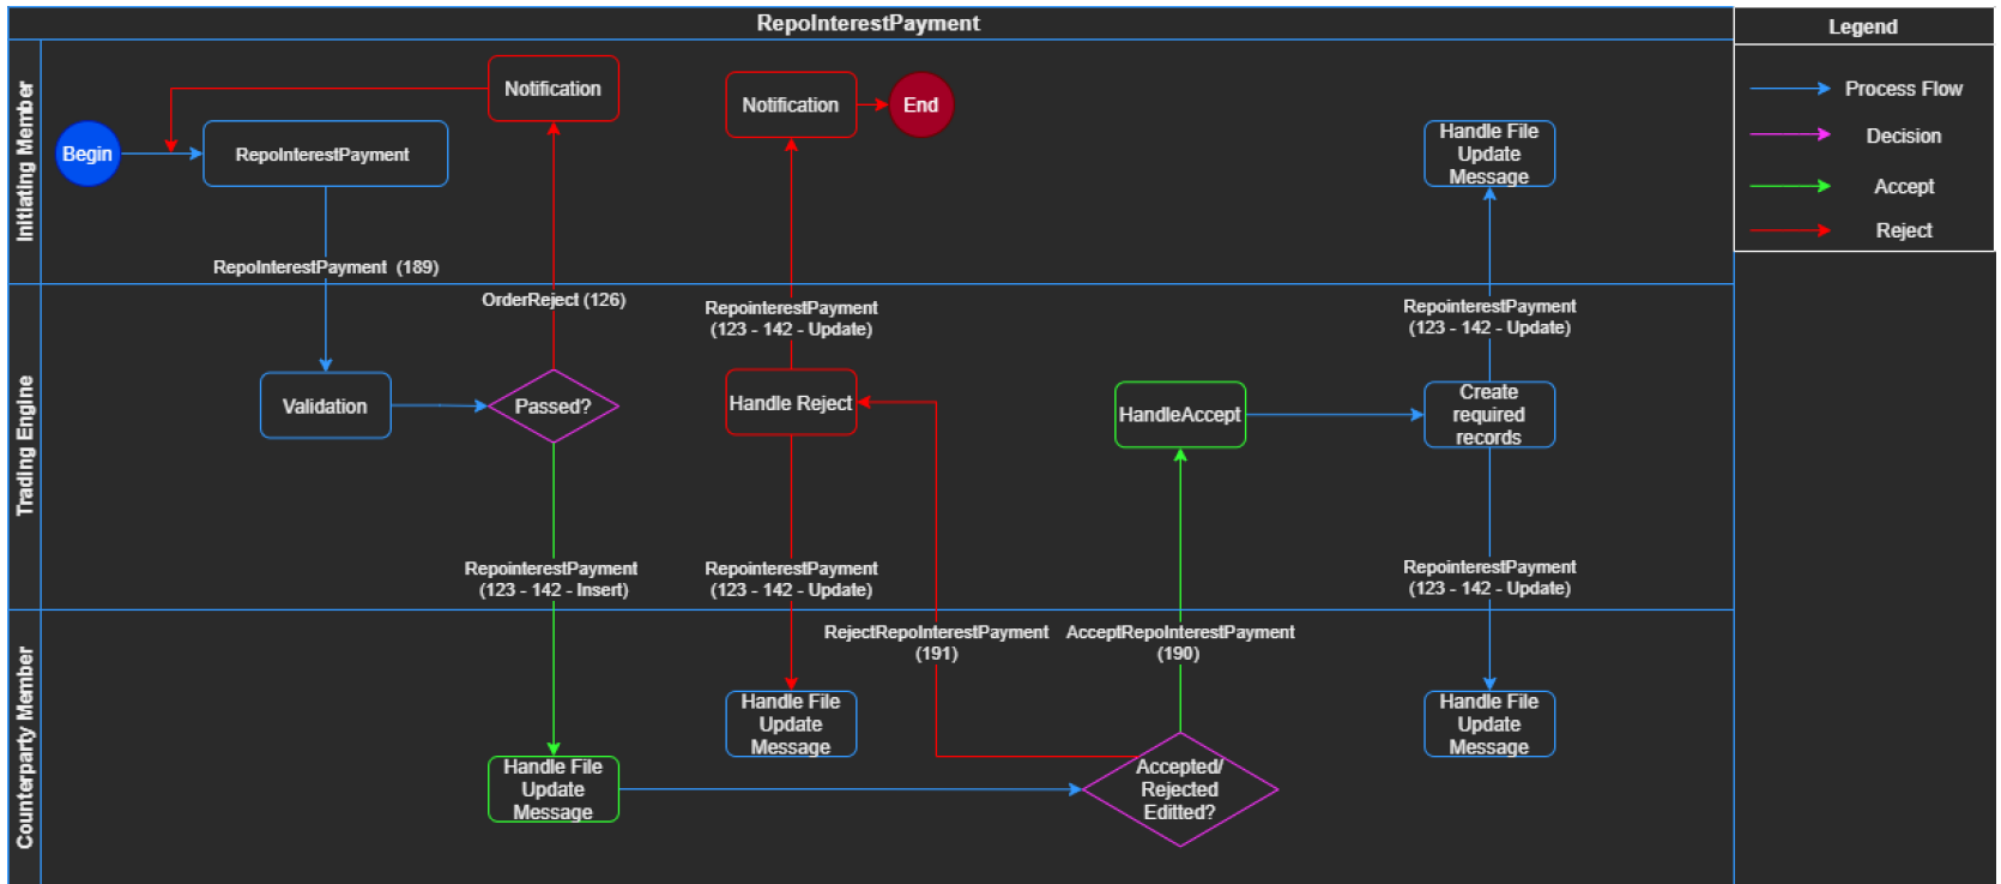 RepoInterestPayment
Legend
Process Flow
Decision
Accept
Reject
Initiating Member
Begin
RepoInterestPayment
Notification
Notification
End
Handle File
Update
Message
RepoInterestPayment (189)
Trading Engine
OrderReject (126)
RepointerestPayment
(123 - 142 - Update)
RepointerestPayment
(123 - 142 - Update)
Validation
Passed?
Handle Reject
HandleAccept
Create
required
records
RepointerestPayment
(123 - 142 - Insert)
RepointerestPayment
(123 - 142 - Update)
RepointerestPayment
(123 - 142 - Update)
Counterparty Member
RejectRepoInterestPayment
(191)
AcceptRepoInterestPayment
(190)
Handle File
Update
Message
Handle File
Update
Message
Handle File
Update
Message
Accepted/
Rejected
Editted?